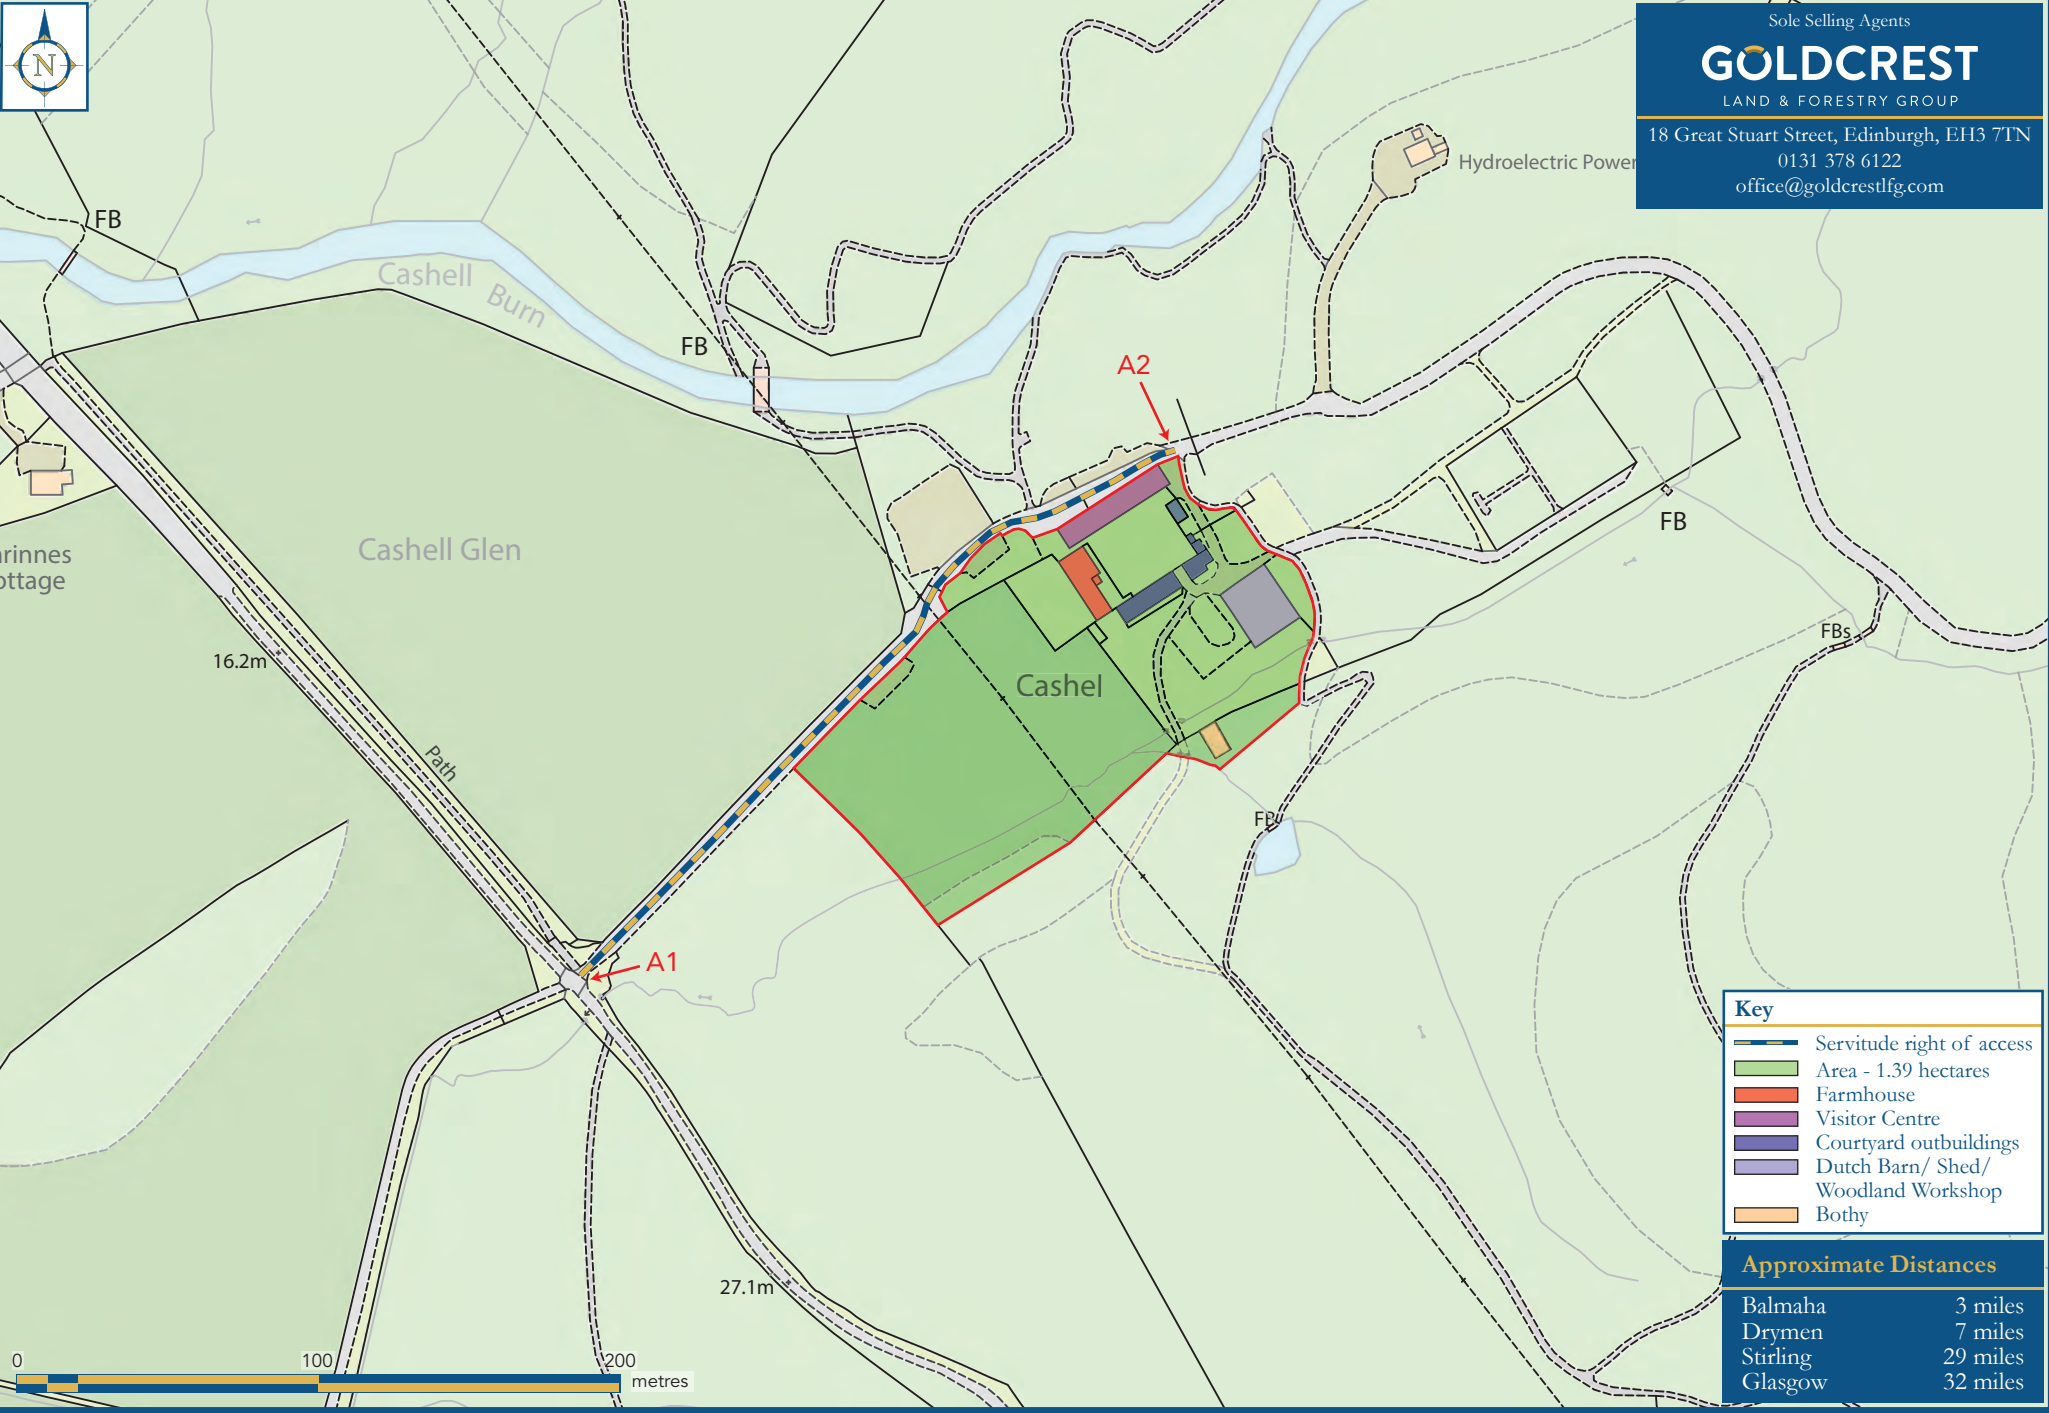 N
Sole Selling Agents
GOLDCREST
LAND & FORESTRY GROUP
18 Great Stuart Street, Edinburgh, EH3 7TN
0131 378 6122
office@goldcrestlfg.com
Hydroelectric Power
FB
Cashell
Burn
FB
A2
Cashell Glen
FB
rinnes
ottage
FBs
16.2m
Cashel
Path
FB
A1
27.1m
Key
Servitude right of access
Area - 1.39 hectares
Farmhouse
Visitor Centre
Courtyard outbuildings
Dutch Barn/ Shed/
Woodland Workshop
Bothy
Approximate Distances
Balmaha 3 miles
Drymen 7 miles
Stirling 29 miles
Glasgow 32 miles
0 100 200
metres